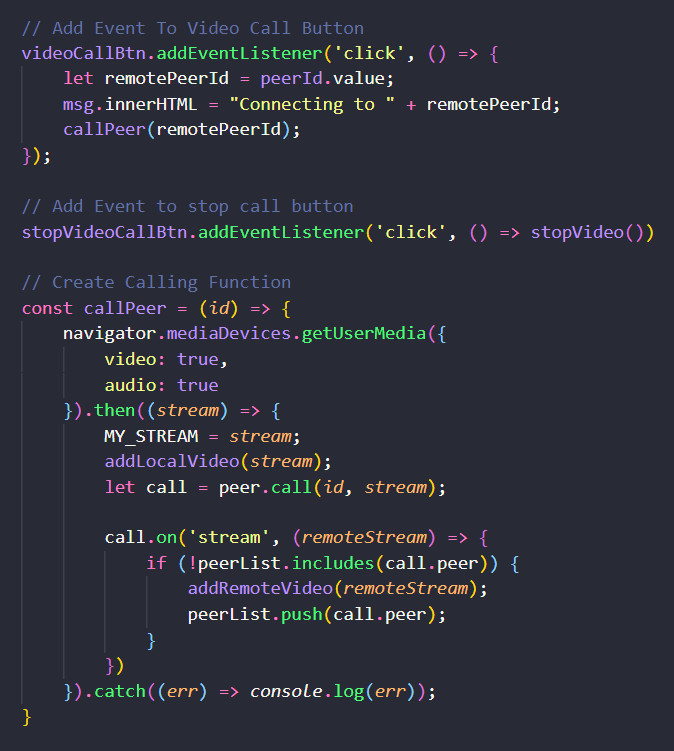 // Add Event To Video Call Button
videoCallBtn.addEventListener('click', () => {
    let remotePeerId = peerId.value;
    msg.innerHTML = "Connecting to " + remotePeerId;
    callPeer(remotePeerId);
});

// Add Event to stop call button
stopVideoCallBtn.addEventListener('click', () => stopVideo())

// Create Calling Function
const callPeer = (id) => {
    navigator.mediaDevices.getUserMedia({
        video: true,
        audio: true
    }).then((stream) => {
        MY_STREAM = stream;
        addLocalVideo(stream);
        let call = peer.call(id, stream);

        call.on('stream', (remoteStream) => {
            if (!peerList.includes(call.peer)) {
                addRemoteVideo(remoteStream);
                peerList.push(call.peer);
            }
        })
    }).catch((err) => console.log(err));
}